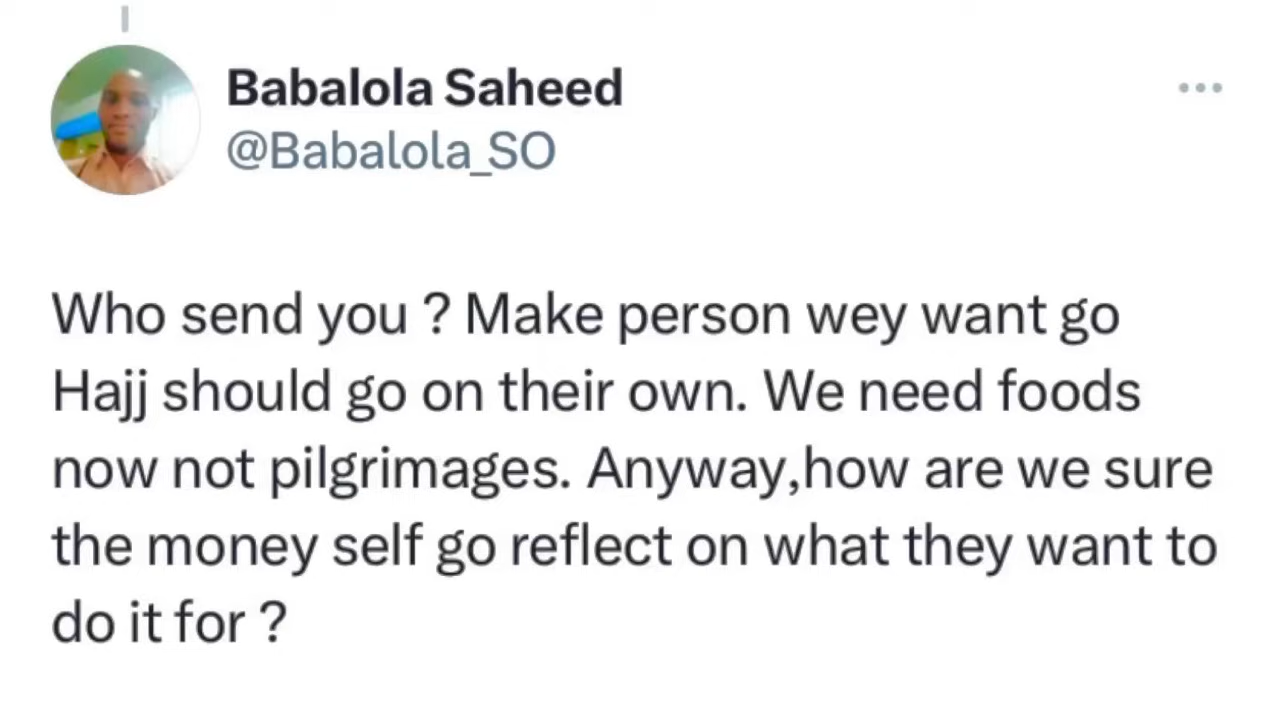 Babalola Saheed
@Babalola_SO
Who send you ? Make person wey want go
Hajj should go on their own. We need foods
now not pilgrimages. Anyway,how are we sure
the money self go reflect on what they want to
do it for ?